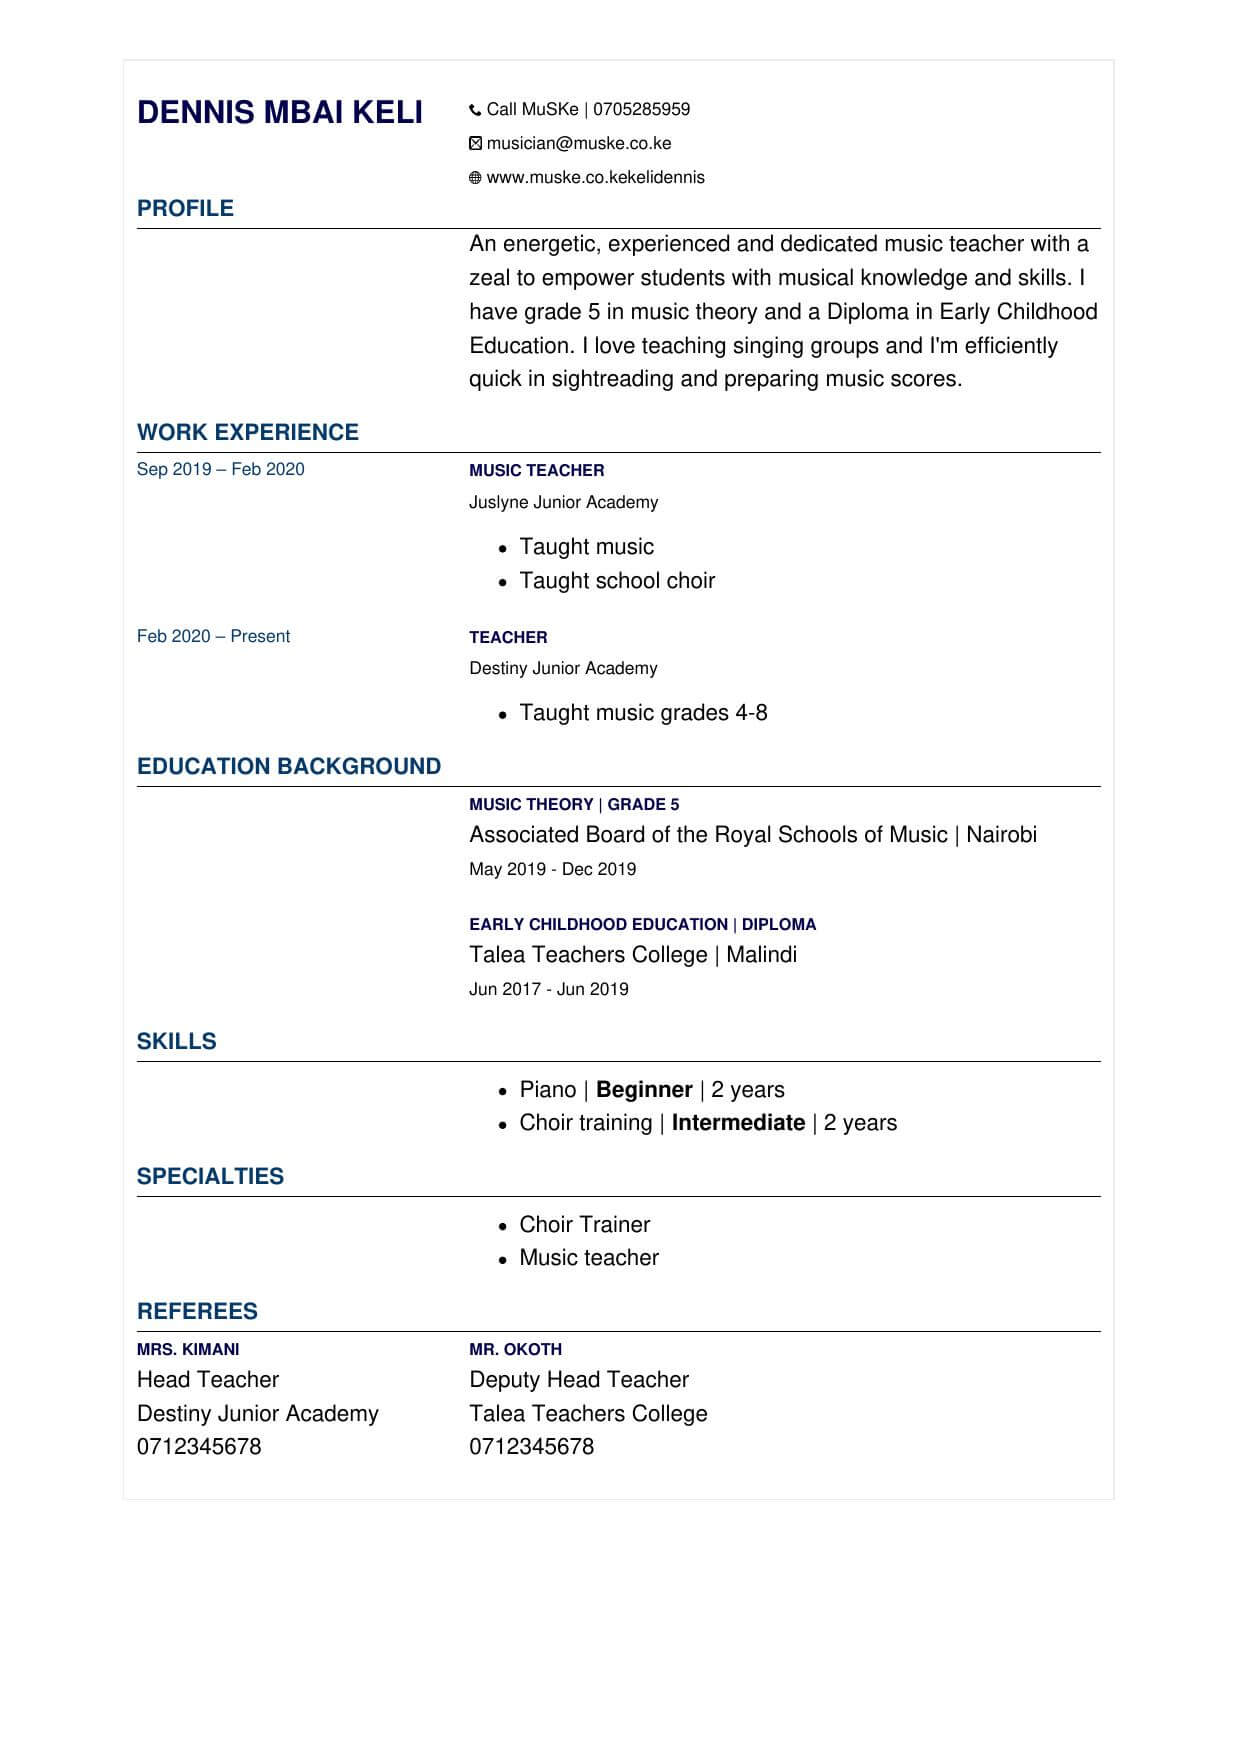 DENNIS MBAI KELI
Call MuSKe | 0705285959
musician@muske.co.ke
www.muske.co.kekelidennis
PROFILE
An energetic, experienced and dedicated music teacher with a
zeal to empower students with musical knowledge and skills. I
have grade 5 in music theory and a Diploma in Early Childhood
Education. I love teaching singing groups and I'm efficiently
quick in sightreading and preparing music scores.
WORK EXPERIENCE
Sep 2019 – Feb 2020
MUSIC TEACHER
Juslyne Junior Academy
• Taught music
• Taught school choir
Feb 2020 – Present
TEACHER
Destiny Junior Academy
• Taught music grades 4-8
EDUCATION BACKGROUND
MUSIC THEORY | GRADE 5
Associated Board of the Royal Schools of Music | Nairobi
May 2019 - Dec 2019
EARLY CHILDHOOD EDUCATION | DIPLOMA
Talea Teachers College | Malindi
Jun 2017 - Jun 2019
SKILLS
• Piano | Beginner | 2 years
• Choir training | Intermediate | 2 years
SPECIALTIES
• Choir Trainer
• Music teacher
REFEREES
MRS. KIMANI
Head Teacher
Destiny Junior Academy
0712345678
MR. OKOTH
Deputy Head Teacher
Talea Teachers College
0712345678